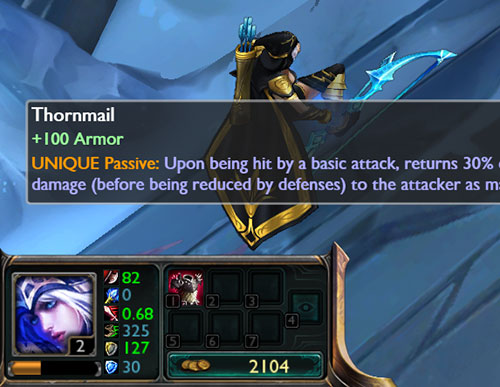 Thornmail
+100 Armor
UNIQUE Passive: Upon being hit by a basic attack, returns 30%
damage (before being reduced by defenses) to the attacker as
82
0
0.68
325
127
30
2
1 2 3
4
5 6 7
2104